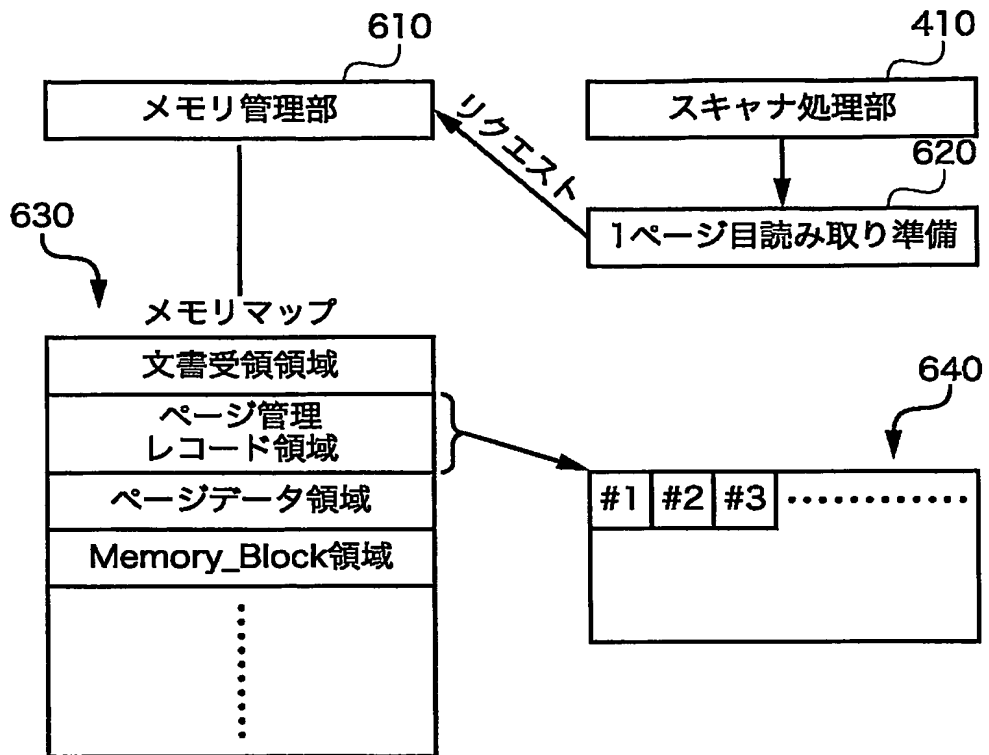 610
410
メモリ管理部
スキャナ処理部
リクエスト
620
630
1ページ目読み取り準備
メモリマップ
文書受領領域
640
ページ管理
レコード領域
#1 #2 #3 …………
ページデータ領域
Memory_Block領域